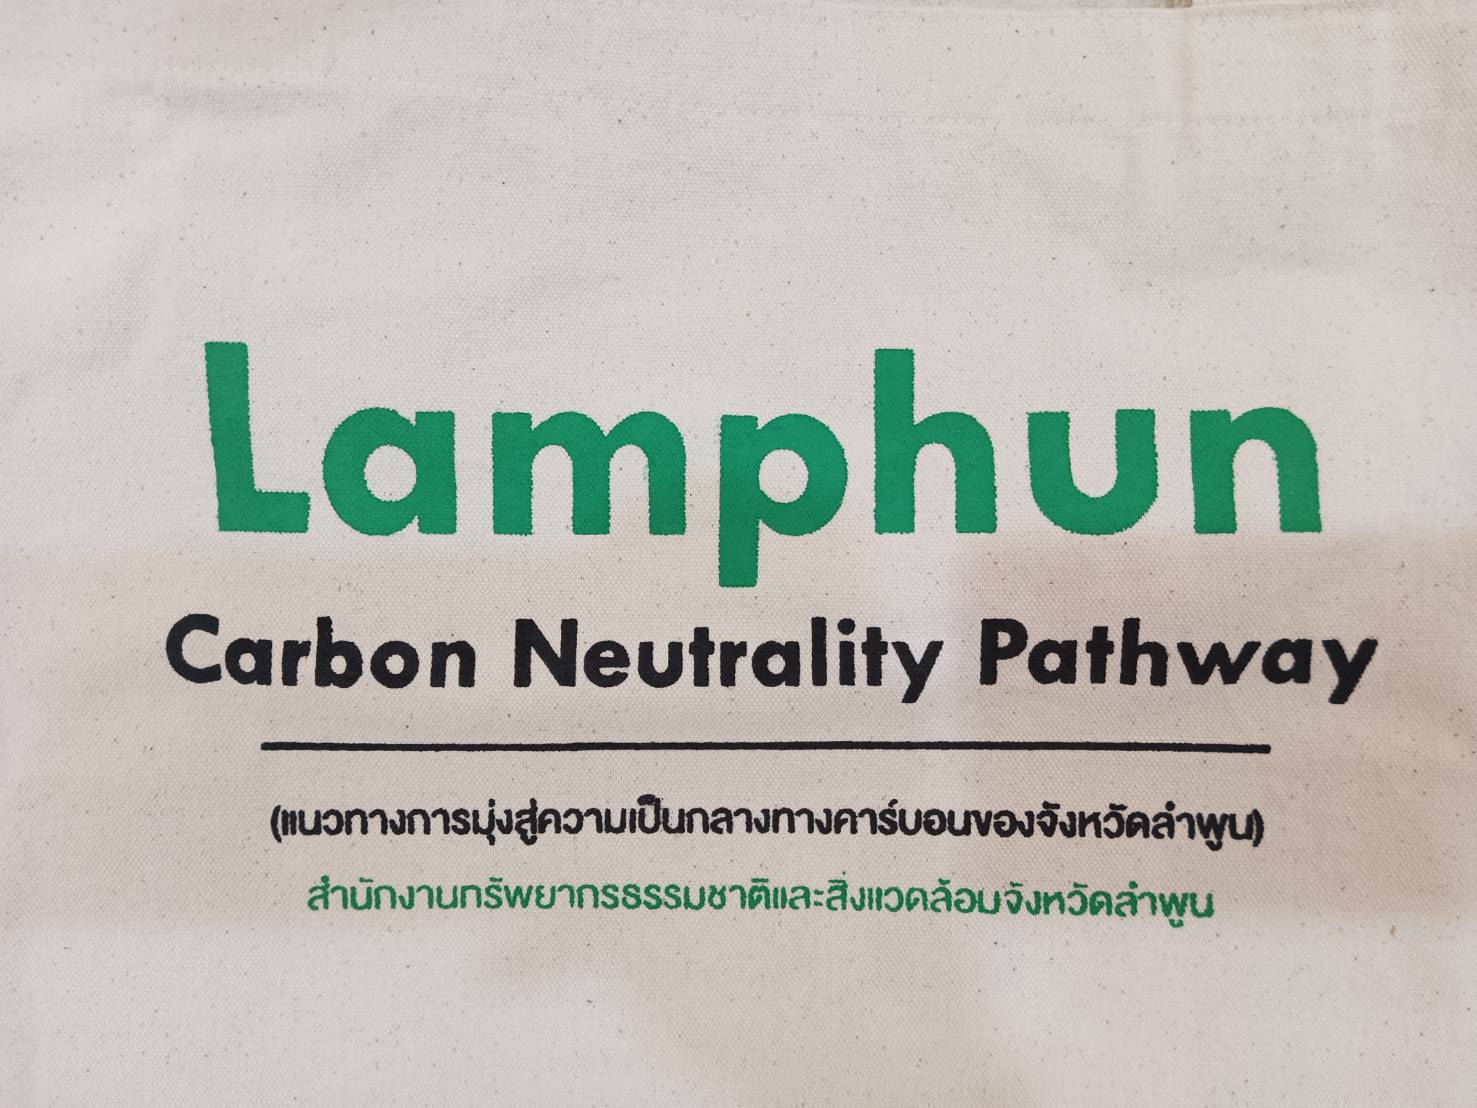 Lamphun
Carbon Neutrality Pathway
(แนวทางการมุ่งสู่ความเป็นกลางทางคาร์บอนของจังหวัดลำพูน)
สำนักงานทรัพยากรธรรมชาติและสิ่งแวดล้อมจังหวัดลำพูน